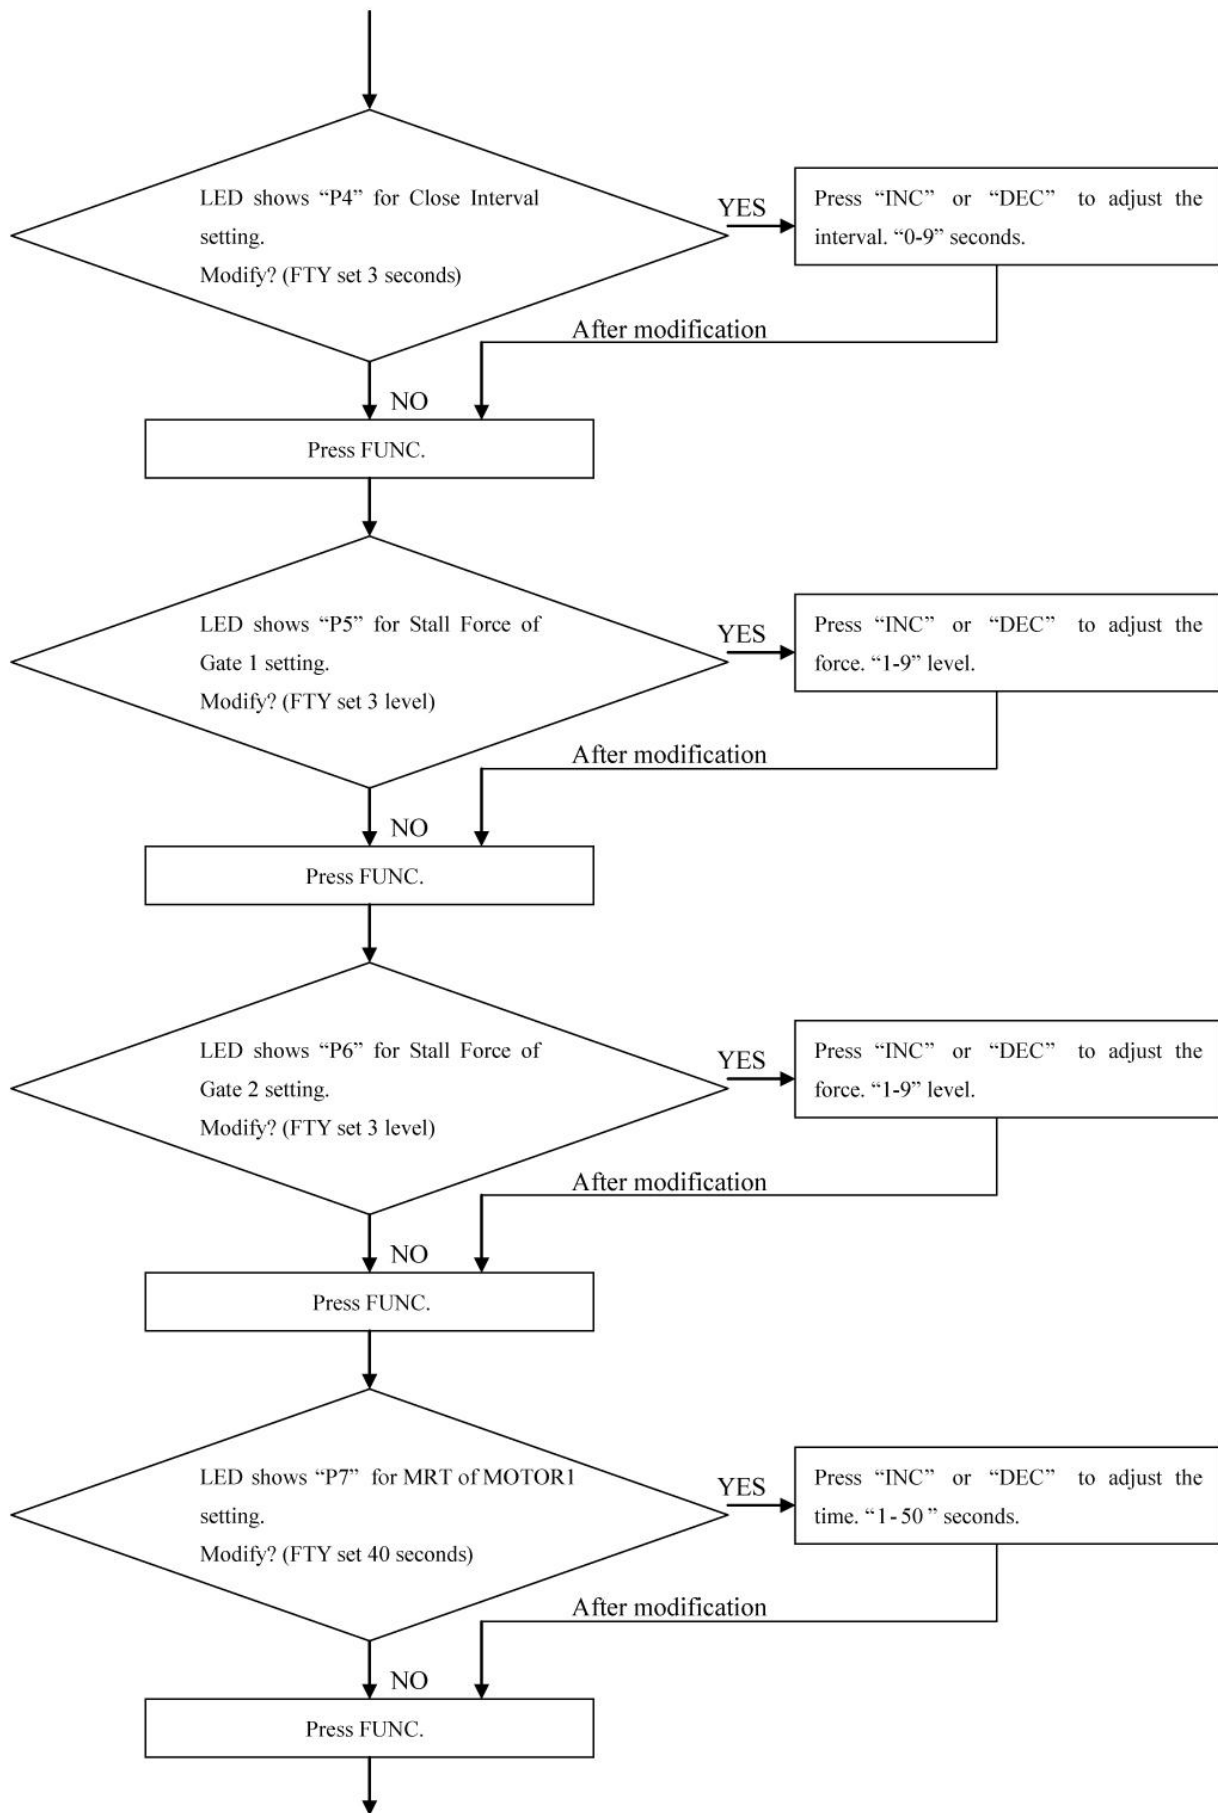 LED shows “P4” for Close Interval
setting.
Modify? (FTY set 3 seconds)
YES
Press “INC” or “DEC” to adjust the
interval. “0-9” seconds.
After modification
NO
Press FUNC.
LED shows “P5” for Stall Force of
Gate 1 setting.
Modify? (FTY set 3 level)
YES
Press “INC” or “DEC” to adjust the
force. “1-9” level.
After modification
NO
Press FUNC.
LED shows “P6” for Stall Force of
Gate 2 setting.
Modify? (FTY set 3 level)
YES
Press “INC” or “DEC” to adjust the
force. “1-9” level.
After modification
NO
Press FUNC.
LED shows “P7” for MRT of MOTOR1
setting.
Modify? (FTY set 40 seconds)
YES
Press “INC” or “DEC” to adjust the
time. “1-50” seconds.
After modification
NO
Press FUNC.